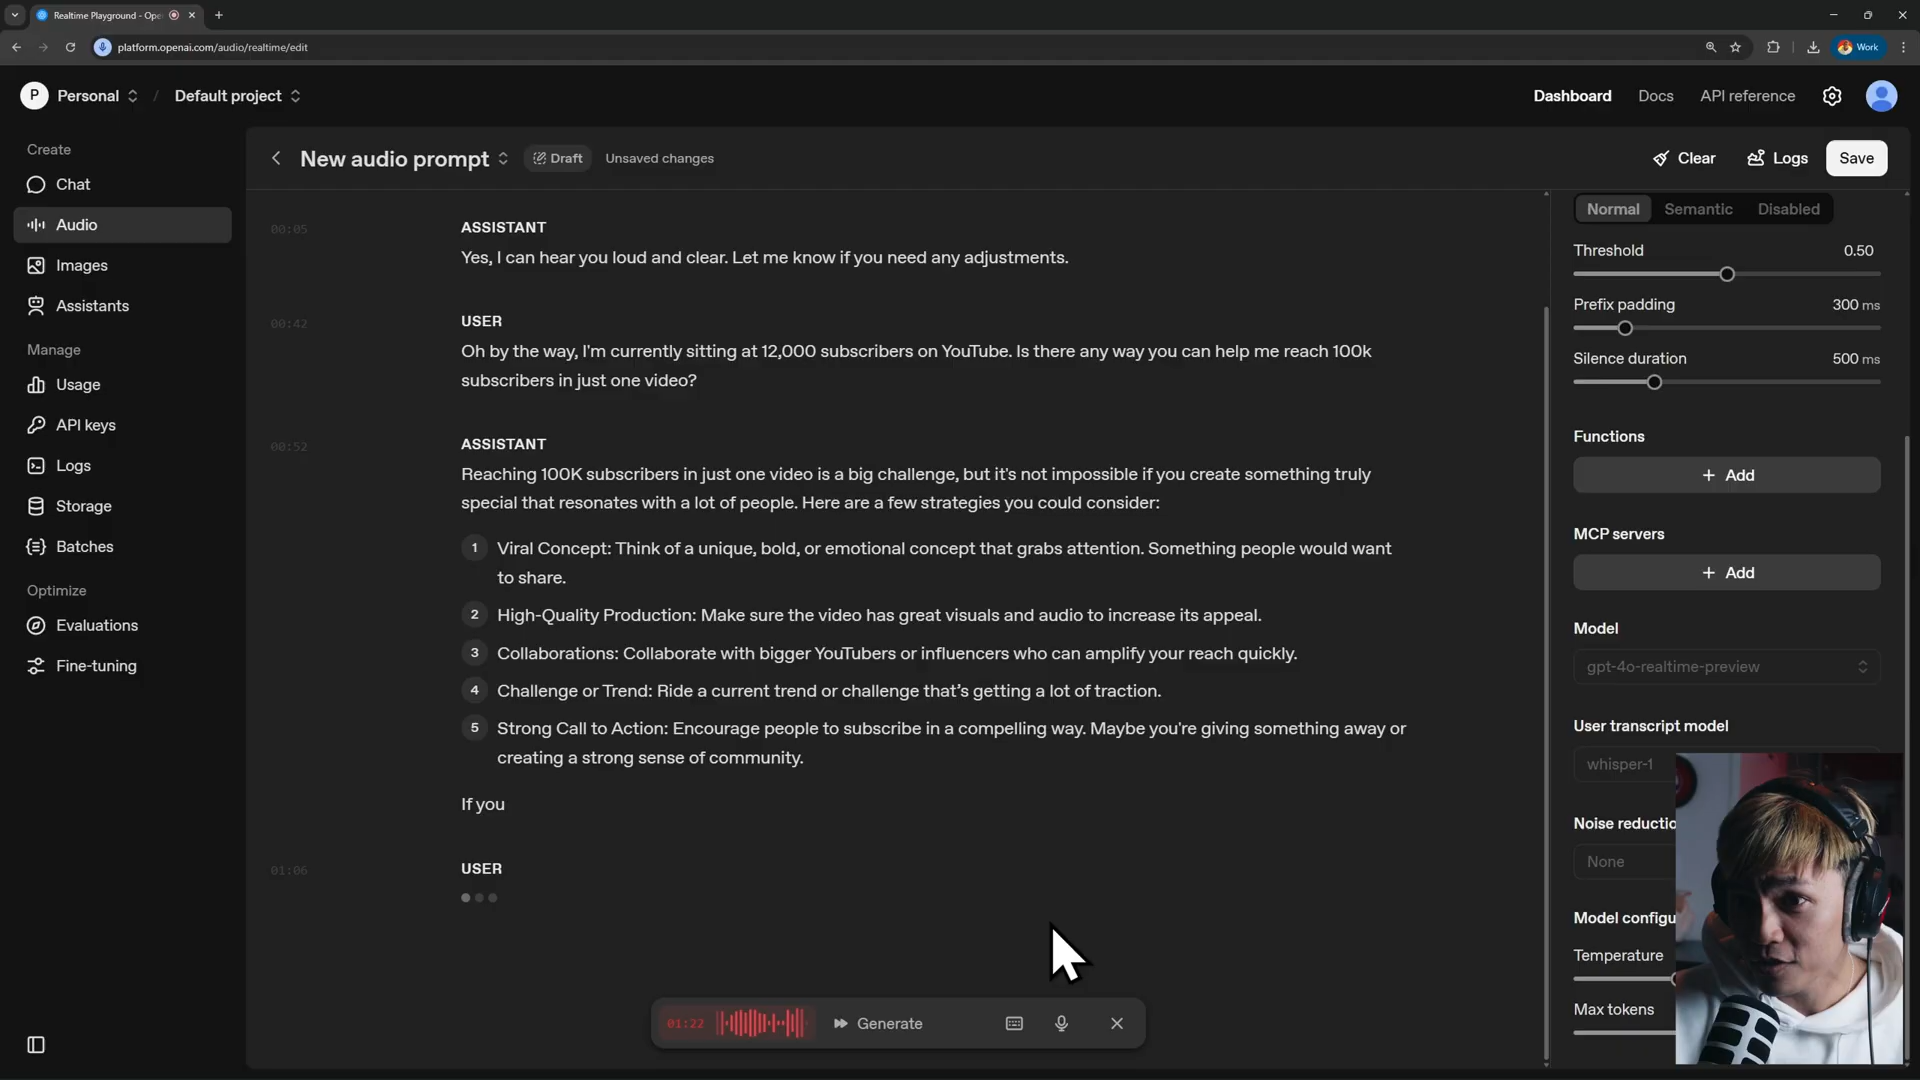 Realtime Playground - Ope
platform.openai.com/audio/realtime/edit
Work
P Personal / Default project
Dashboard Docs API reference
Create
Chat
Audio
Images
Assistants
Manage
Usage
API keys
Logs
Storage
Batches
Optimize
Evaluations
Fine-tuning
New audio prompt Draft Unsaved changes
Clear Logs Save
00:05 ASSISTANT
Yes, I can hear you loud and clear. Let me know if you need any adjustments.
00:42 USER
Oh by the way, I'm currently sitting at 12,000 subscribers on YouTube. Is there any way you can help me reach 100k
subscribers in just one video?
00:52 ASSISTANT
Reaching 100K subscribers in just one video is a big challenge, but it's not impossible if you create something truly
special that resonates with a lot of people. Here are a few strategies you could consider:
1 Viral Concept: Think of a unique, bold, or emotional concept that grabs attention. Something people would want
to share.
2 High-Quality Production: Make sure the video has great visuals and audio to increase its appeal.
3 Collaborations: Collaborate with bigger YouTubers or influencers who can amplify your reach quickly.
4 Challenge or Trend: Ride a current trend or challenge that’s getting a lot of traction.
5 Strong Call to Action: Encourage people to subscribe in a compelling way. Maybe you're giving something away or
creating a strong sense of community.
If you
01:06 USER
01:22 Generate
Normal Semantic Disabled
Threshold 0.50
Prefix padding 300 ms
Silence duration 500 ms
Functions
+ Add
MCP servers
+ Add
Model
gpt-4o-realtime-preview
User transcript model
whisper-1
Noise reductio
None
Model configu
Temperature
Max tokens